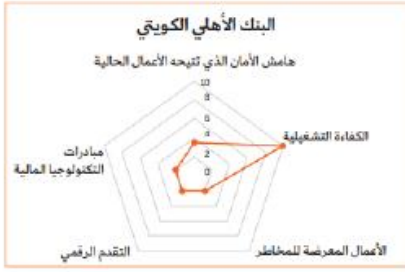 البنك الأهلي الكويتي
هامش الأمان الذي تتيحه الأعمال الحالية
10
8
6
4
2
0
الكفاءة التشغيلية
مبادرات
التكنولوجيا المالية
الأعمال المعرضة للمخاطر
التقدم الرقمي